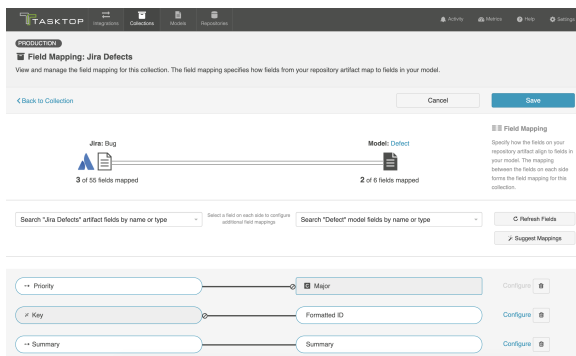 TASKTOP
Integrations
Collections
Models
Repositories
Activity
Metrics
Help
Settings
PRODUCTION
Field Mapping: Jira Defects
View and manage the field mapping for this collection. The field mapping specifies how fields from your repository artifact map to fields in your model.
Back to Collection
Cancel
Save
Jira: Bug
Model: Defect
3 of 55 fields mapped
2 of 6 fields mapped
Field Mapping
Specify how the fields on your
repository artifact align to fields in
your model. The mapping
between the fields on each side
forms the field mapping for this
collection.
Search "Jira Defects" artifact fields by name or type
Select a field on each side to configure
additional field mappings
Search "Defect" model fields by name or type
Refresh Fields
Suggest Mappings
Priority
C Major
Configure
Key
Formatted ID
Configure
Summary
Summary
Configure